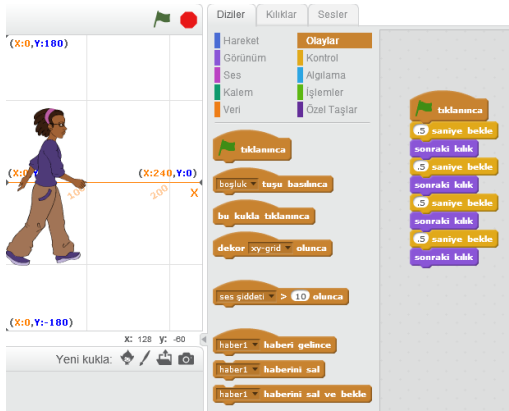 (X:0,Y:180)
(X:0,Y:0)
(X:240,Y:0)
200
200
X
(X:0,Y:-180)
x: 128 y: -60
Yeni kukla:
Diziler Kılıklar Sesler
Hareket Olaylar
Görünüm Kontrol
Ses Algılama
Kalem İşlemler
Veri Özel Taşlar
tıklanınca
boşluk tuşu basılınca
bu kukla tıklanınca
dekor xy-grid olunca
ses şiddeti > 10 olunca
haber1 haberi gelince
haber1 haberini sal
haber1 haberini sal ve bekle
tıklanınca
.5 saniye bekle
sonraki kılık
.5 saniye bekle
sonraki kılık
.5 saniye bekle
sonraki kılık
.5 saniye bekle
sonraki kılık